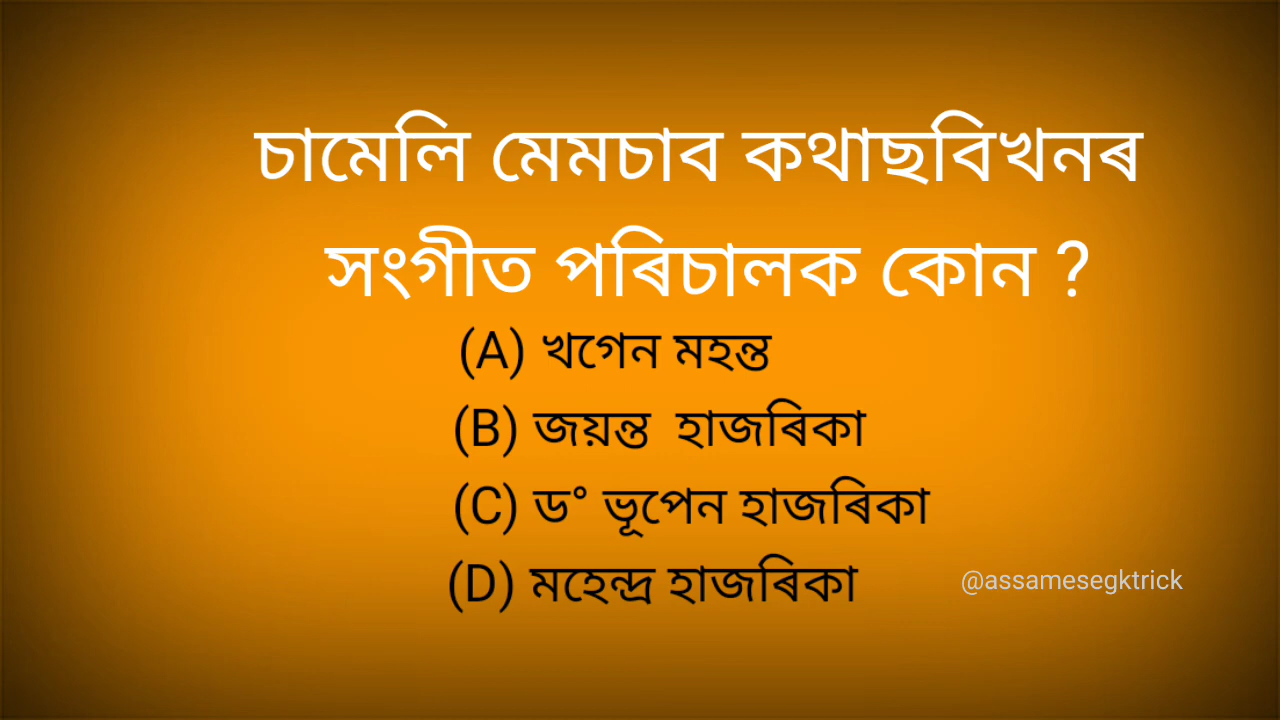 চামেলি মেমচাব কথাছবিখনৰ
সংগীত পৰিচালক কোন ?
(A) খগেন মহন্ত
(B) জয়ন্ত হাজৰিকা
(C) ড° ভূপেন হাজৰিকা
(D) মহেন্দ্ৰ হাজৰিকা
@assamesegktrick